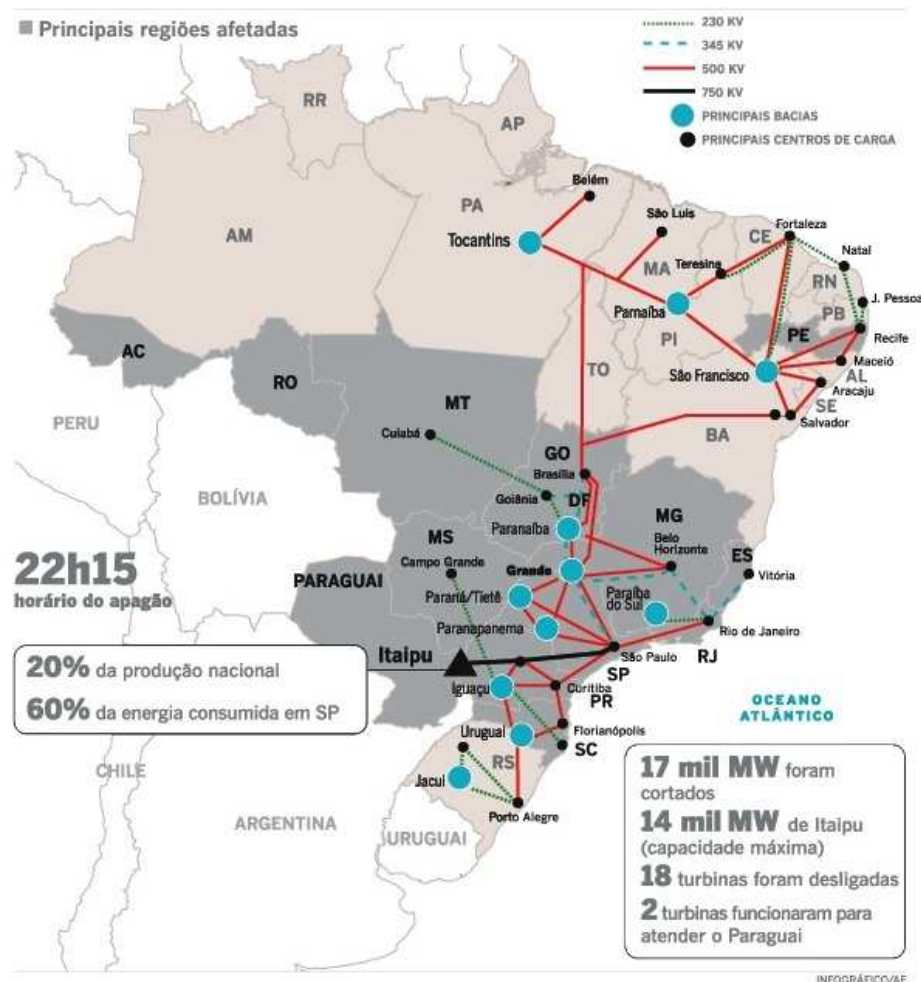 Principais regiões afetadas
230 KV
345 KV
500 KV
750 KV
PRINCIPAIS BACIAS
PRINCIPAIS CENTROS DE CARGA
RR
AP
Belém
PA
São Luis
Fortaleza
AM
Tocantins
CE
Natal
MA
Teresina
RN
J. Pessoa
Parnaíba
PB
PI
PE
Recife
AC
TO
São Francisco
Maceió
AL
RO
Aracaju
MT
SE
Salvador
PERU
Cuiabá
BA
GO
Brasília
BOLÍVIA
Goiânia
DF
MG
Paranaíba
Belo
Horizonte
MS
Campo Grande
ES
22h15
horário do apagão
PARAGUAI
Grande
Vitória
Paraná/Tietê
Paraíba
do Sul
Paranapanema
Rio de Janeiro
Itaipu
São Paulo
RJ
SP
20% da produção nacional
60% da energia consumida em SP
Iguaçu
Curitiba
PR
OCEANO
ATLÂNTICO
Florianópolis
Uruguai
SC
RS
CHILE
Jacui
Porto Alegre
ARGENTINA
URUGUAI
17 mil MW foram
cortados
14 mil MW de Itaipu
(capacidade máxima)
18 turbinas foram desligadas
2 turbinas funcionaram para
atender o Paraguai
INFOGRÁFICO/AE